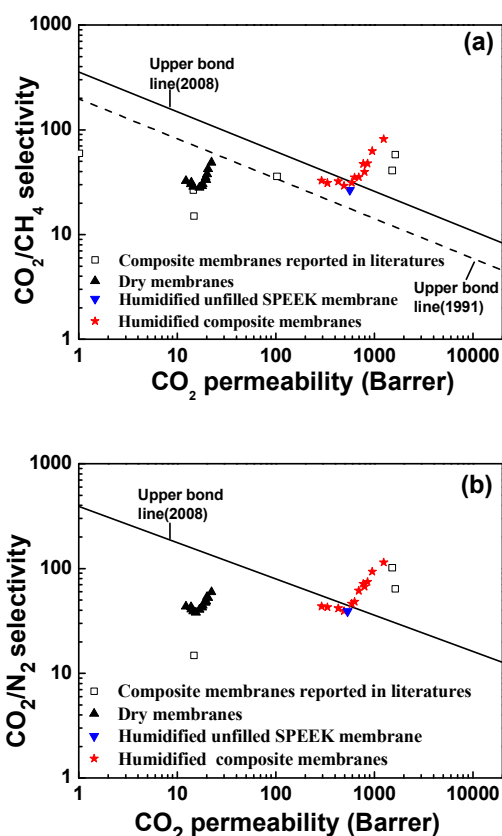 1000
(a)
Upper bond
line(2008)
100
10
Composite membranes reported in literatures
Dry membranes
Humidified unfilled SPEEK membrane
Humidified composite membranes
Upper bond
line(1991)
1
1 10 100 1000 10000
CO2/CH4 selectivity
CO2 permeability (Barrer)
1000
(b)
Upper bond
line(2008)
100
10
Composite membranes reported in literatures
Dry membranes
Humidified unfilled SPEEK membrane
Humidified composite membranes
1
1 10 100 1000 10000
CO2/N2 selectivity
CO2 permeability (Barrer)